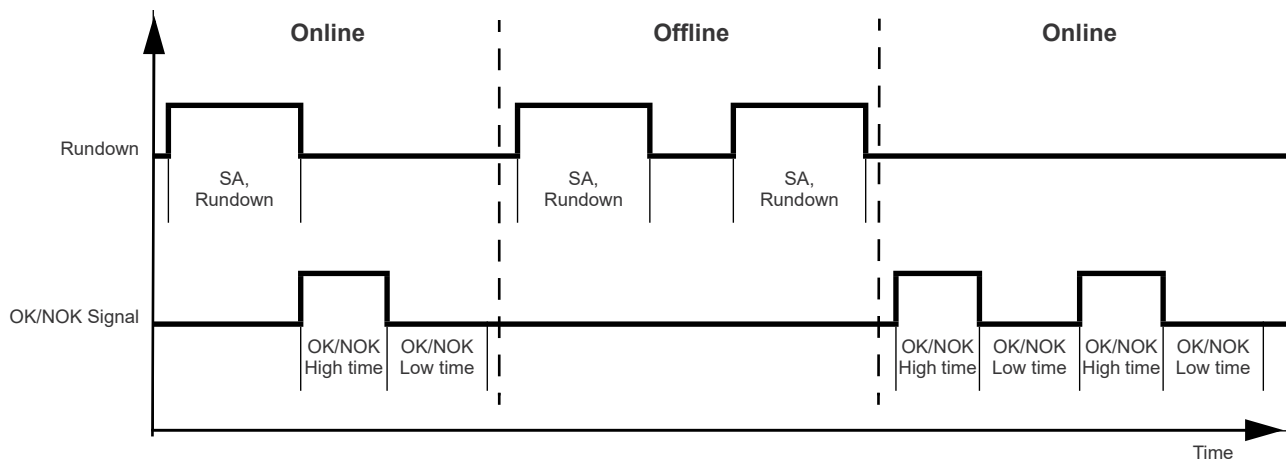 Online
Offline
Online
Rundown
SA,
Rundown
SA,
Rundown
SA,
Rundown
OK/NOK Signal
OK/NOK
High time
OK/NOK
Low time
OK/NOK
High time
OK/NOK
Low time
OK/NOK
High time
OK/NOK
Low time
Time